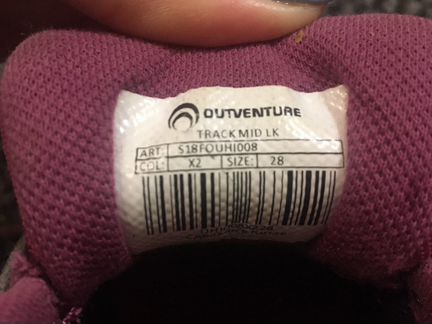 OUTVENTURE
TRACK MID LK
ART: S18FOUHI008
COL: X2 SIZE: 28